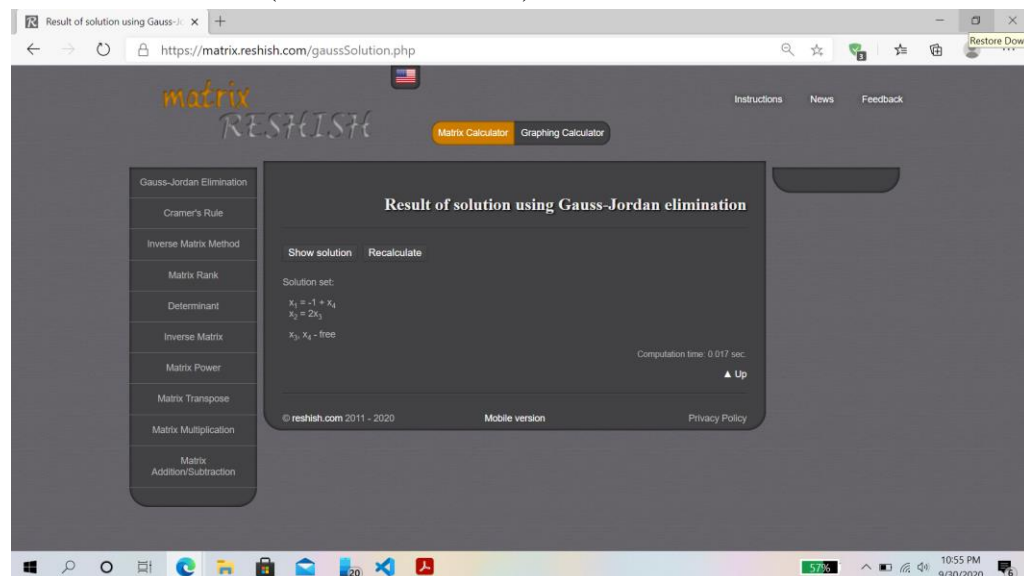 Result of solution using Gauss-Jo
https://matrix.reshish.com/gaussSolution.php
3
Restore Dow
matrix
RESHISH
Instructions News Feedback
Matrix Calculator Graphing Calculator
Gauss-Jordan Elimination
Cramer's Rule
Inverse Matrix Method
Matrix Rank
Determinant
Inverse Matrix
Matrix Power
Matrix Transpose
Matrix Multiplication
Matrix
Addition/Subtraction
Result of solution using Gauss-Jordan elimination
Show solution Recalculate
Solution set:
x₁ = -1 + x₄
x₂ = 2x₃
x₃, x₄ - free
Computation time: 0.017 sec.
▲ Up
© reshish.com 2011 - 2020 Mobile version Privacy Policy
20
57%
10:55 PM
9/30/2020
6